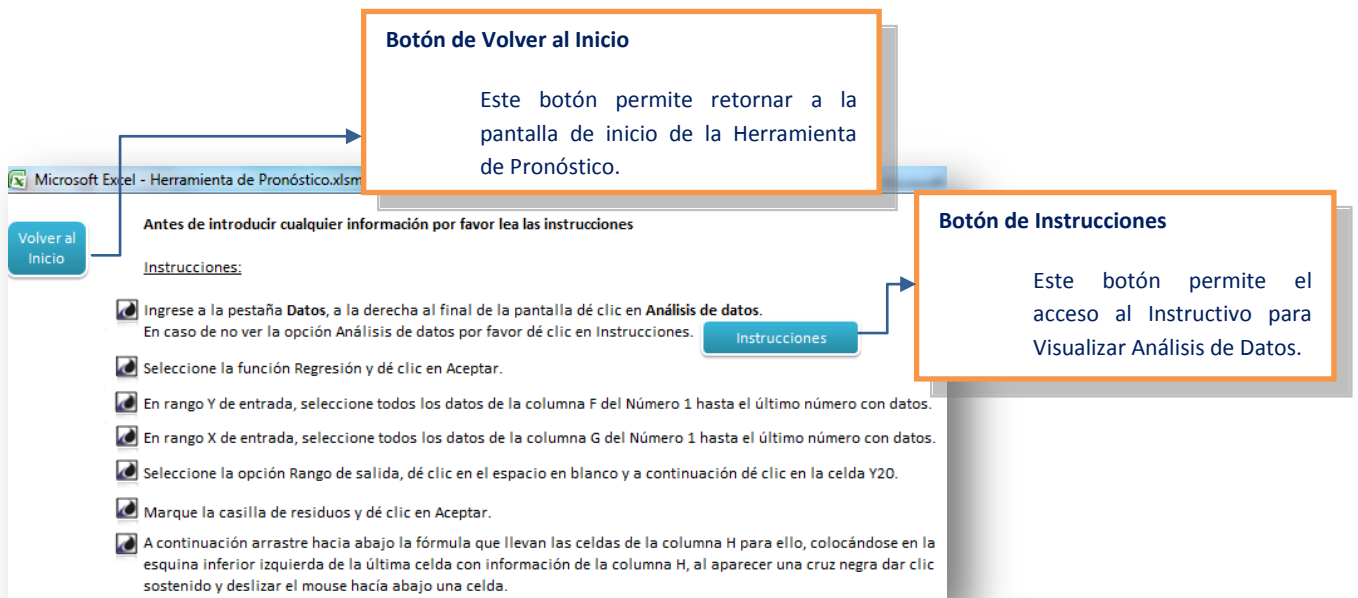 Botón de Volver al Inicio
Este botón permite retornar a la
pantalla de inicio de la Herramienta
de Pronóstico.
Microsoft Excel - Herramienta de Pronóstico.xlsm
Botón de Instrucciones
Este botón permite el
acceso al Instructivo para
Visualizar Análisis de Datos.
Volver al
Inicio
Antes de introducir cualquier información por favor lea las instrucciones
Instrucciones:
Ingrese a la pestaña Datos, a la derecha al final de la pantalla dé clic en Análisis de datos.
En caso de no ver la opción Análisis de datos por favor dé clic en Instrucciones.
Instrucciones
Seleccione la función Regresión y dé clic en Aceptar.
En rango Y de entrada, seleccione todos los datos de la columna F del Número 1 hasta el último número con datos.
En rango X de entrada, seleccione todos los datos de la columna G del Número 1 hasta el último número con datos.
Seleccione la opción Rango de salida, dé clic en el espacio en blanco y a continuación dé clic en la celda Y20.
Marque la casilla de residuos y dé clic en Aceptar.
A continuación arrastre hacia abajo la fórmula que llevan las celdas de la columna H para ello, colocándose en la
esquina inferior izquierda de la última celda con información de la columna H, al aparecer una cruz negra dar clic
sostenido y deslizar el mouse hacía abajo una celda.